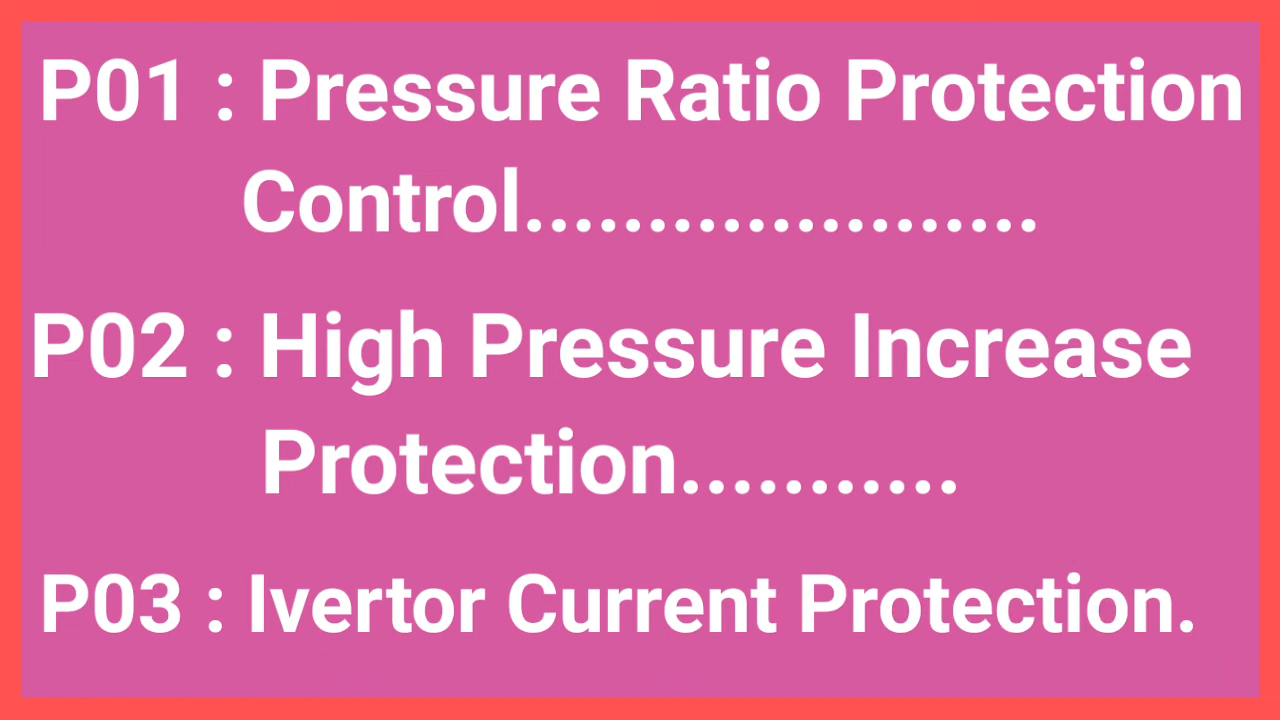 P01 : Pressure Ratio Protection
Control.....................
P02 : High Pressure Increase
Protection...........
P03 : Ivertor Current Protection.